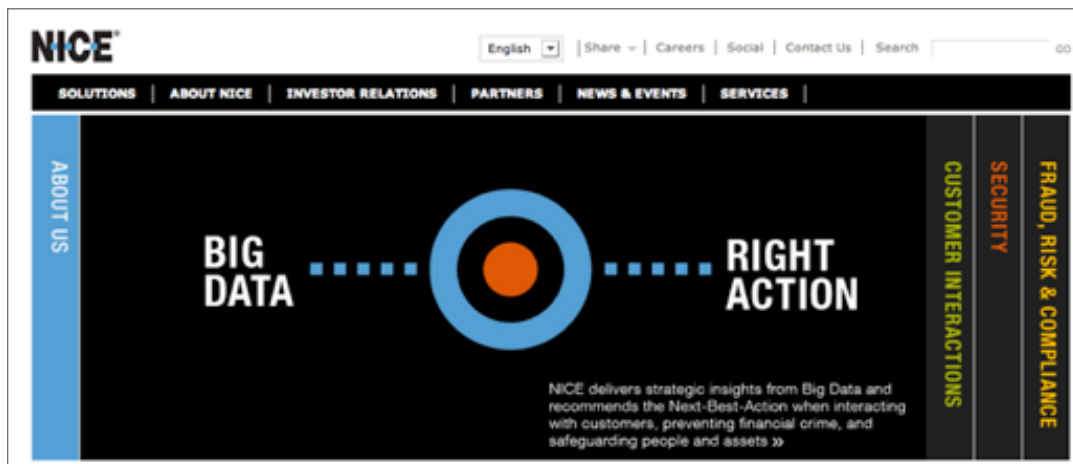 NICE®
English
Share
Careers
Social
Contact Us
Search
GO
SOLUTIONS
ABOUT NICE
INVESTOR RELATIONS
PARTNERS
NEWS & EVENTS
SERVICES
ABOUT US
BIG
DATA
RIGHT
ACTION
NICE delivers strategic insights from Big Data and
recommends the Next-Best-Action when interacting
with customers, preventing financial crime, and
safeguarding people and assets »
CUSTOMER INTERACTIONS
SECURITY
FRAUD, RISK & COMPLIANCE